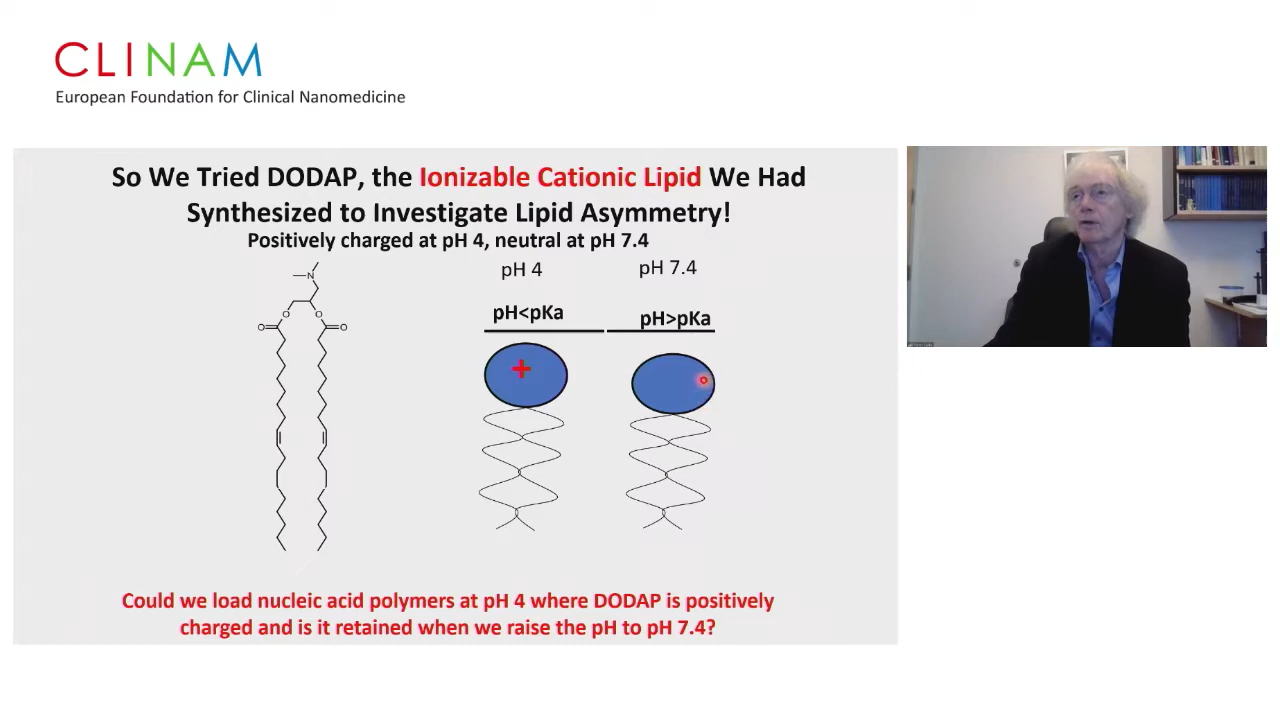 CLINAM
European Foundation for Clinical Nanomedicine
So We Tried DODAP, the Ionizable Cationic Lipid We Had
Synthesized to Investigate Lipid Asymmetry!
Positively charged at pH 4, neutral at pH 7.4
pH 4
pH 7.4
pH<pKa
pH>pKa
N
O
O
O
O
+
Could we load nucleic acid polymers at pH 4 where DODAP is positively
charged and is it retained when we raise the pH to pH 7.4?